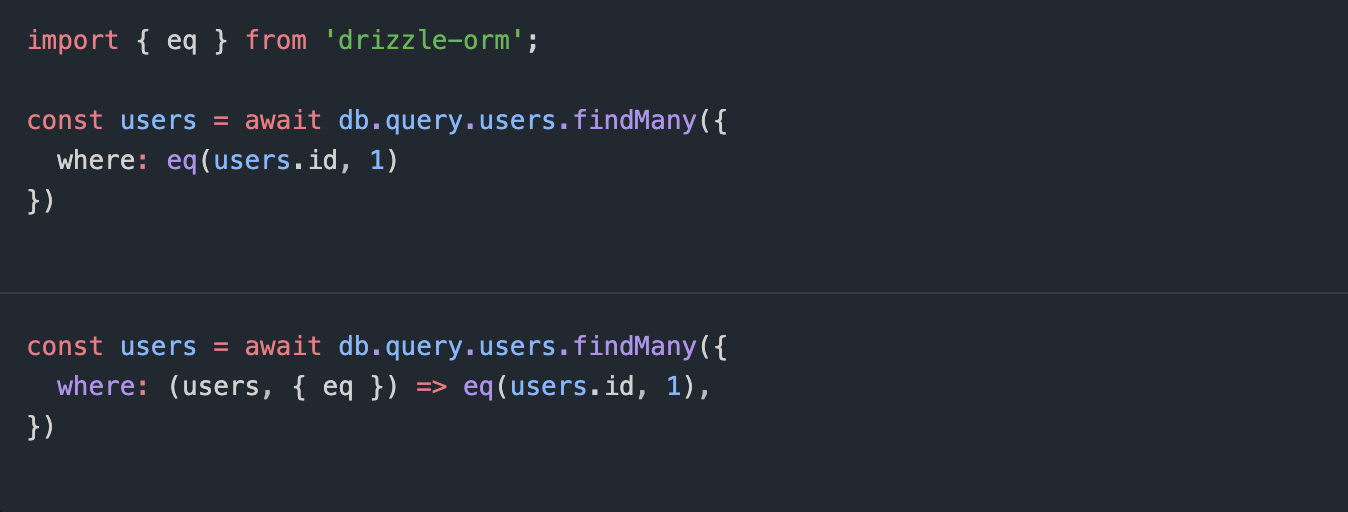 import { eq } from 'drizzle-orm';
const users = await db.query.users.findMany({
  where: eq(users.id, 1)
})
const users = await db.query.users.findMany({
  where: (users, { eq }) => eq(users.id, 1),
})